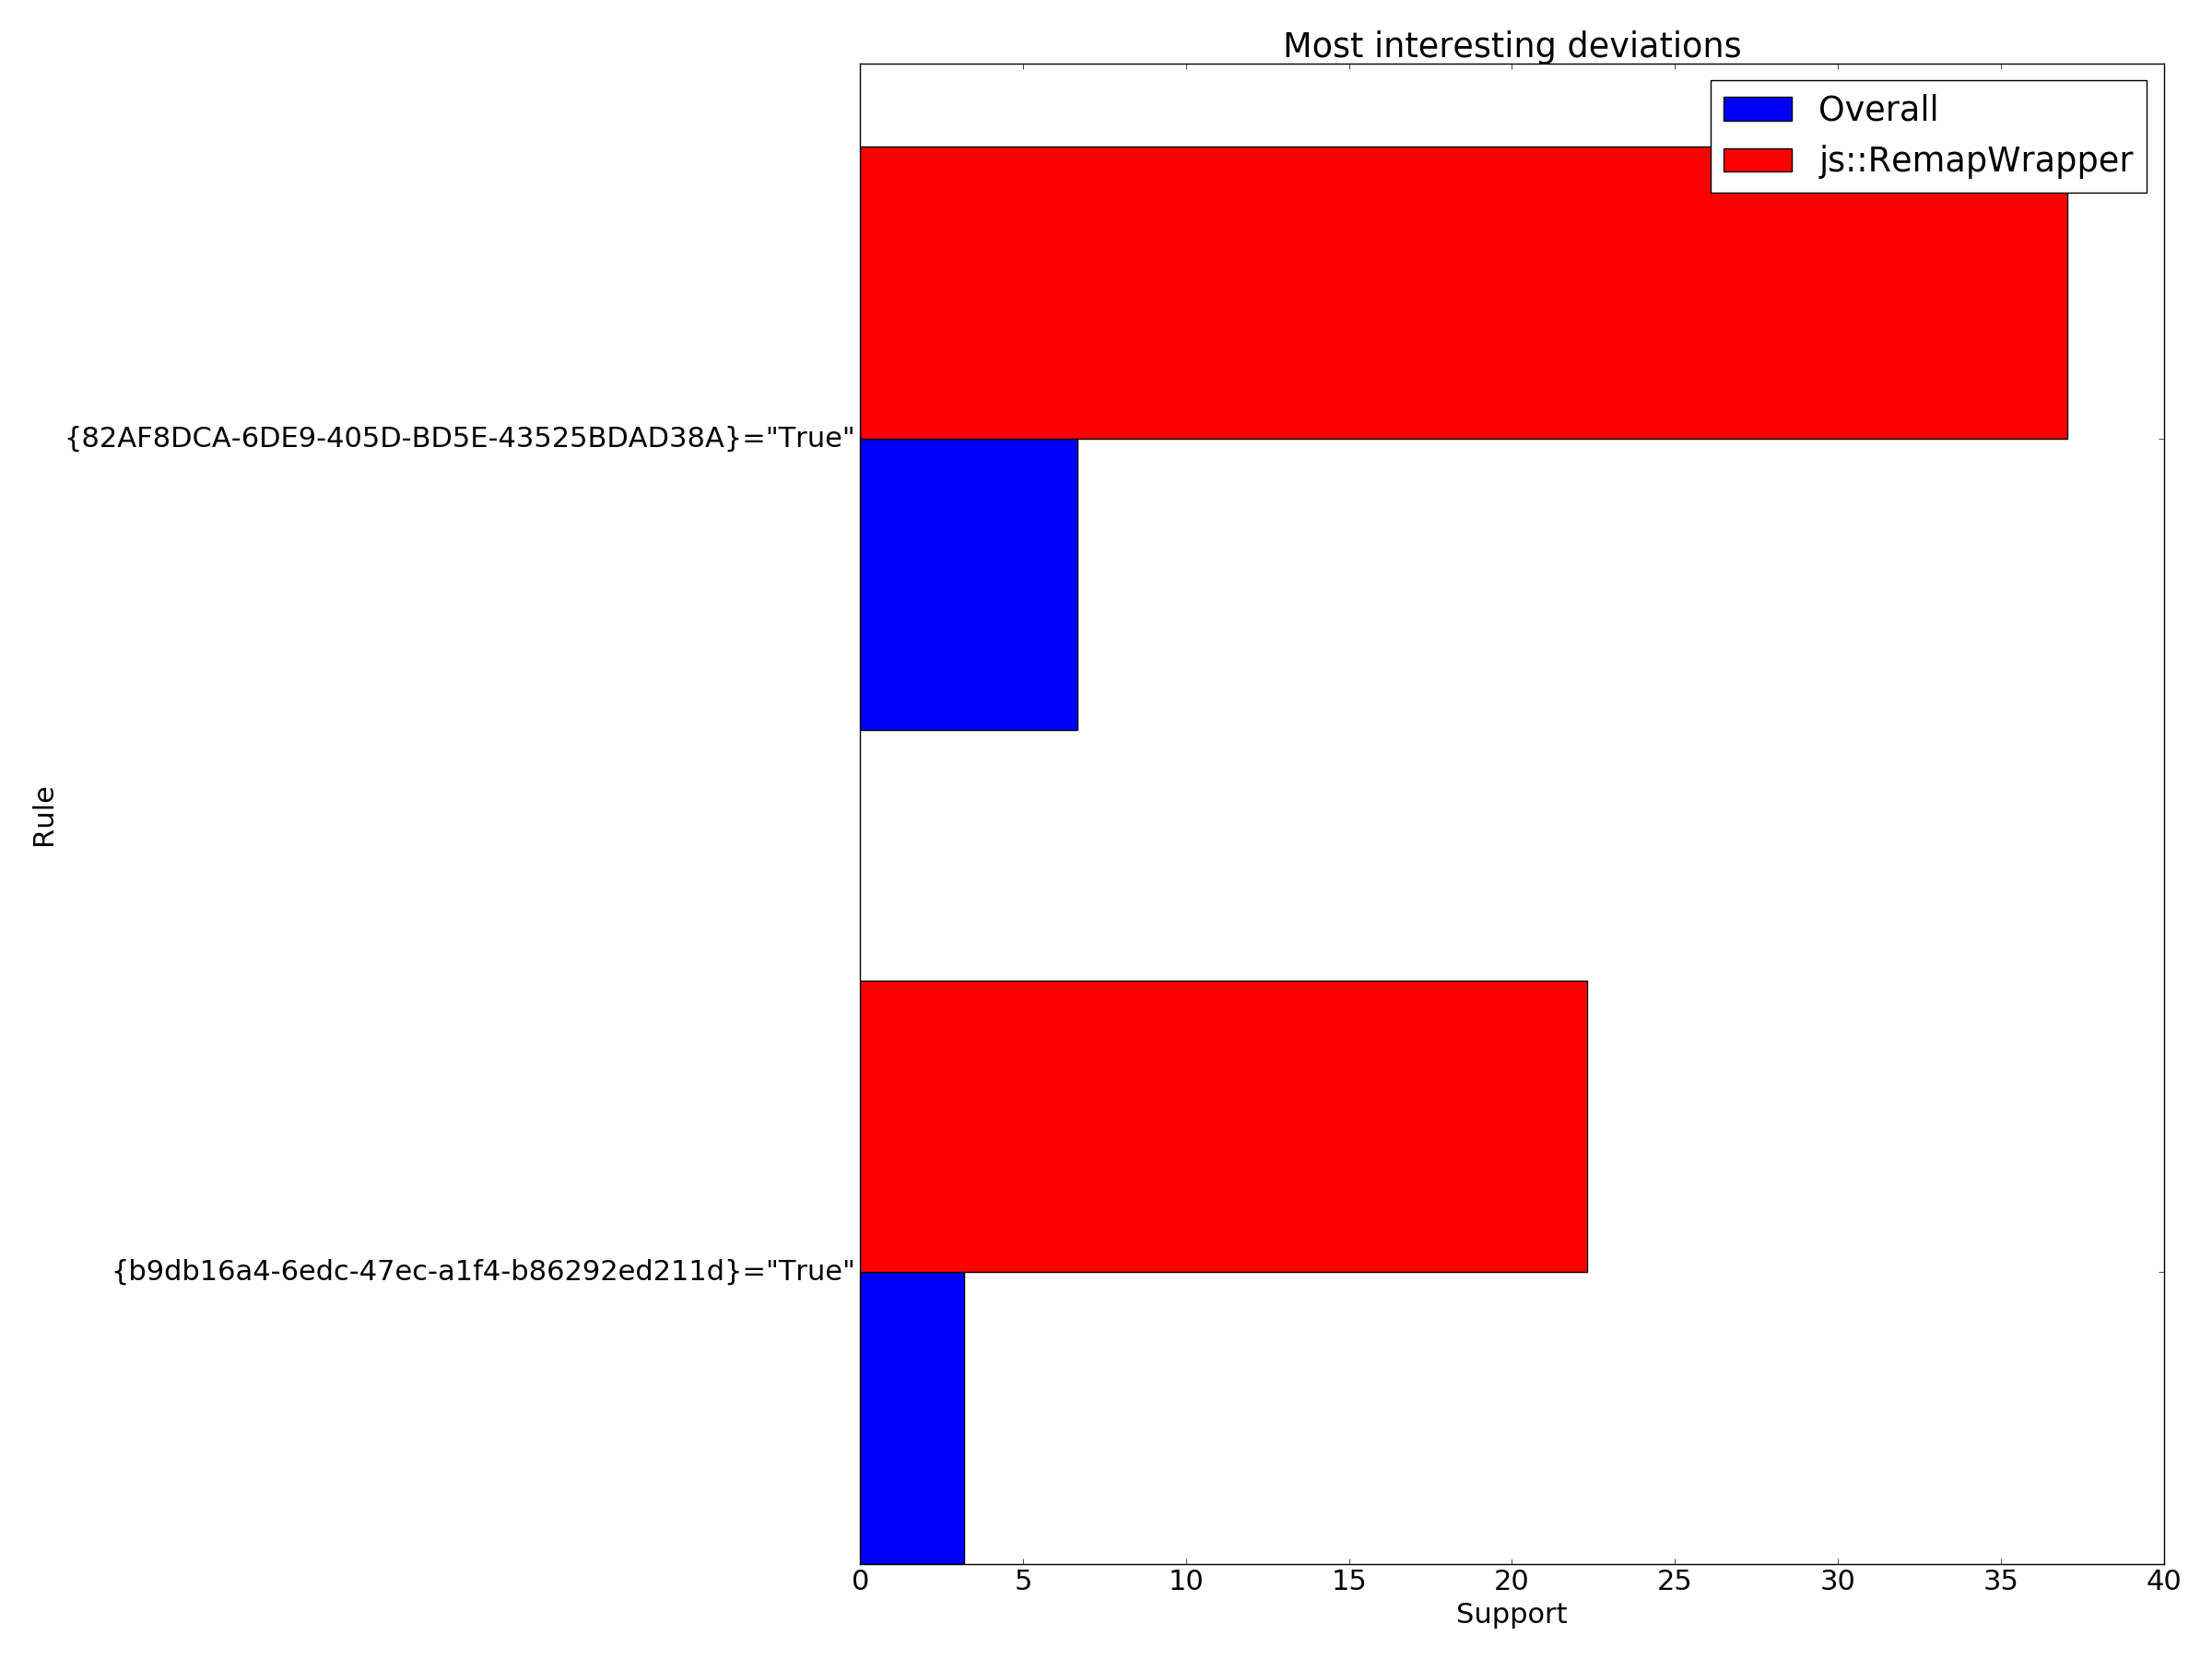 Most interesting deviations
Overall
js::RemapWrapper
{82AF8DCA-6DE9-405D-BD5E-43525BDAD38A}="True"
Rule
{b9db16a4-6edc-47ec-a1f4-b86292ed211d}="True"
0 5 10 15 20 25 30 35 40
Support